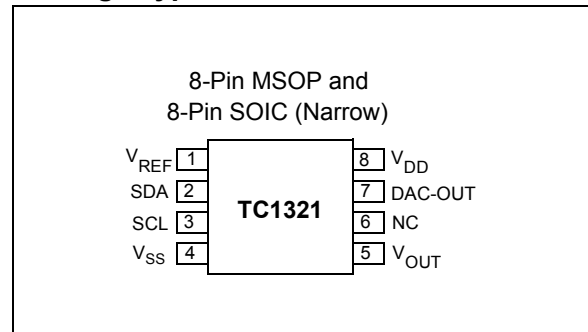 8-Pin MSOP and
8-Pin SOIC (Narrow)
VREF 1
SDA 2
SCL 3
VSS 4
TC1321
8 VDD
7 DAC-OUT
6 NC
5 VOUT